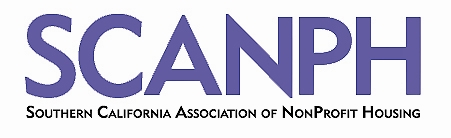 SCANPH
SOUTHERN CALIFORNIA ASSOCIATION OF NONPROFIT HOUSING